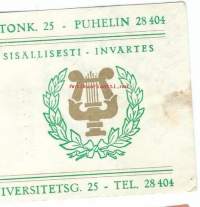 TONK. 25 - PUHELIN 28 404
SISÄLLISESTI - INVÄRTES
IVERSITETSG. 25 - TEL. 28 404